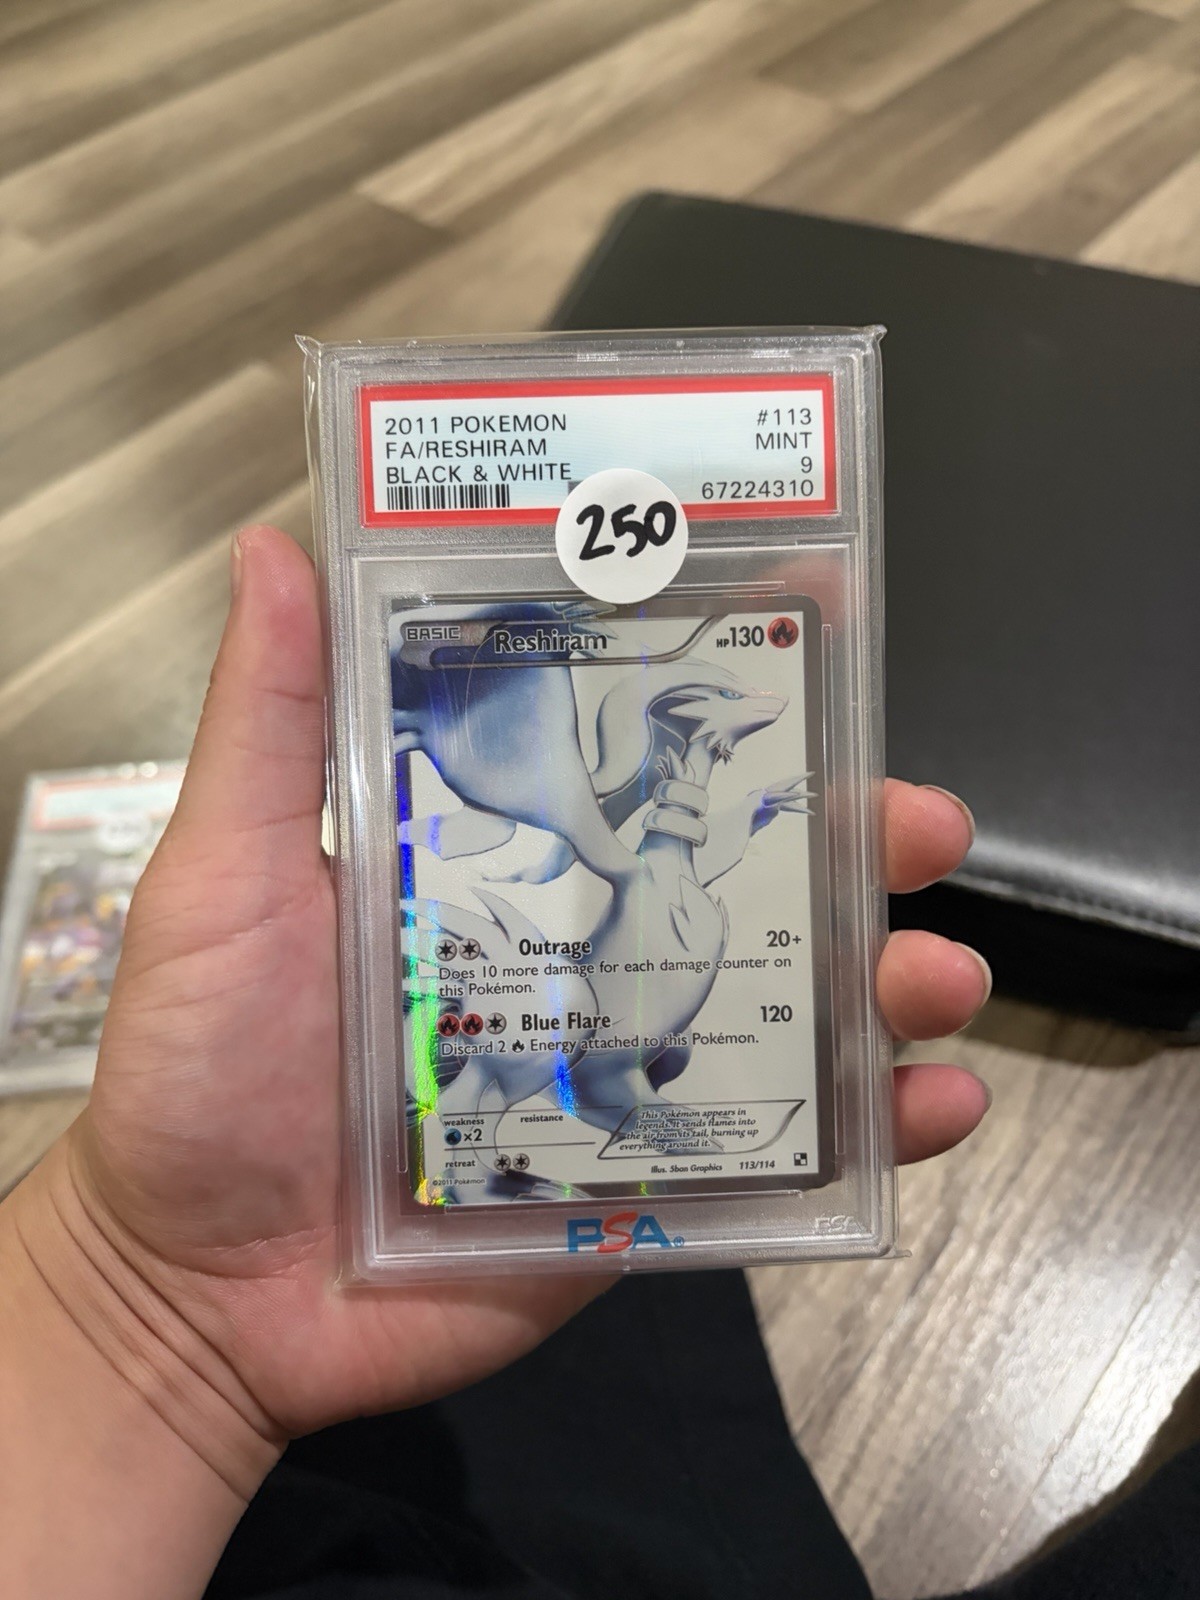 2011 POKEMON #113
FA/RESHIRAM MINT
BLACK & WHITE 9
67224310
250
BASIC Reshiram HP130
Outrage 20+
Does 10 more damage for each damage counter on
this Pokémon.
Blue Flare 120
Discard 2 Energy attached to this Pokémon.
weakness resistance
×2
This Pokémon appears in
legends. It sends flames into
the air from its tail, burning up
everything around it.
retreat
Illus. 5ban Graphics 113/114
©2011 Pokémon
PSA®
PSA